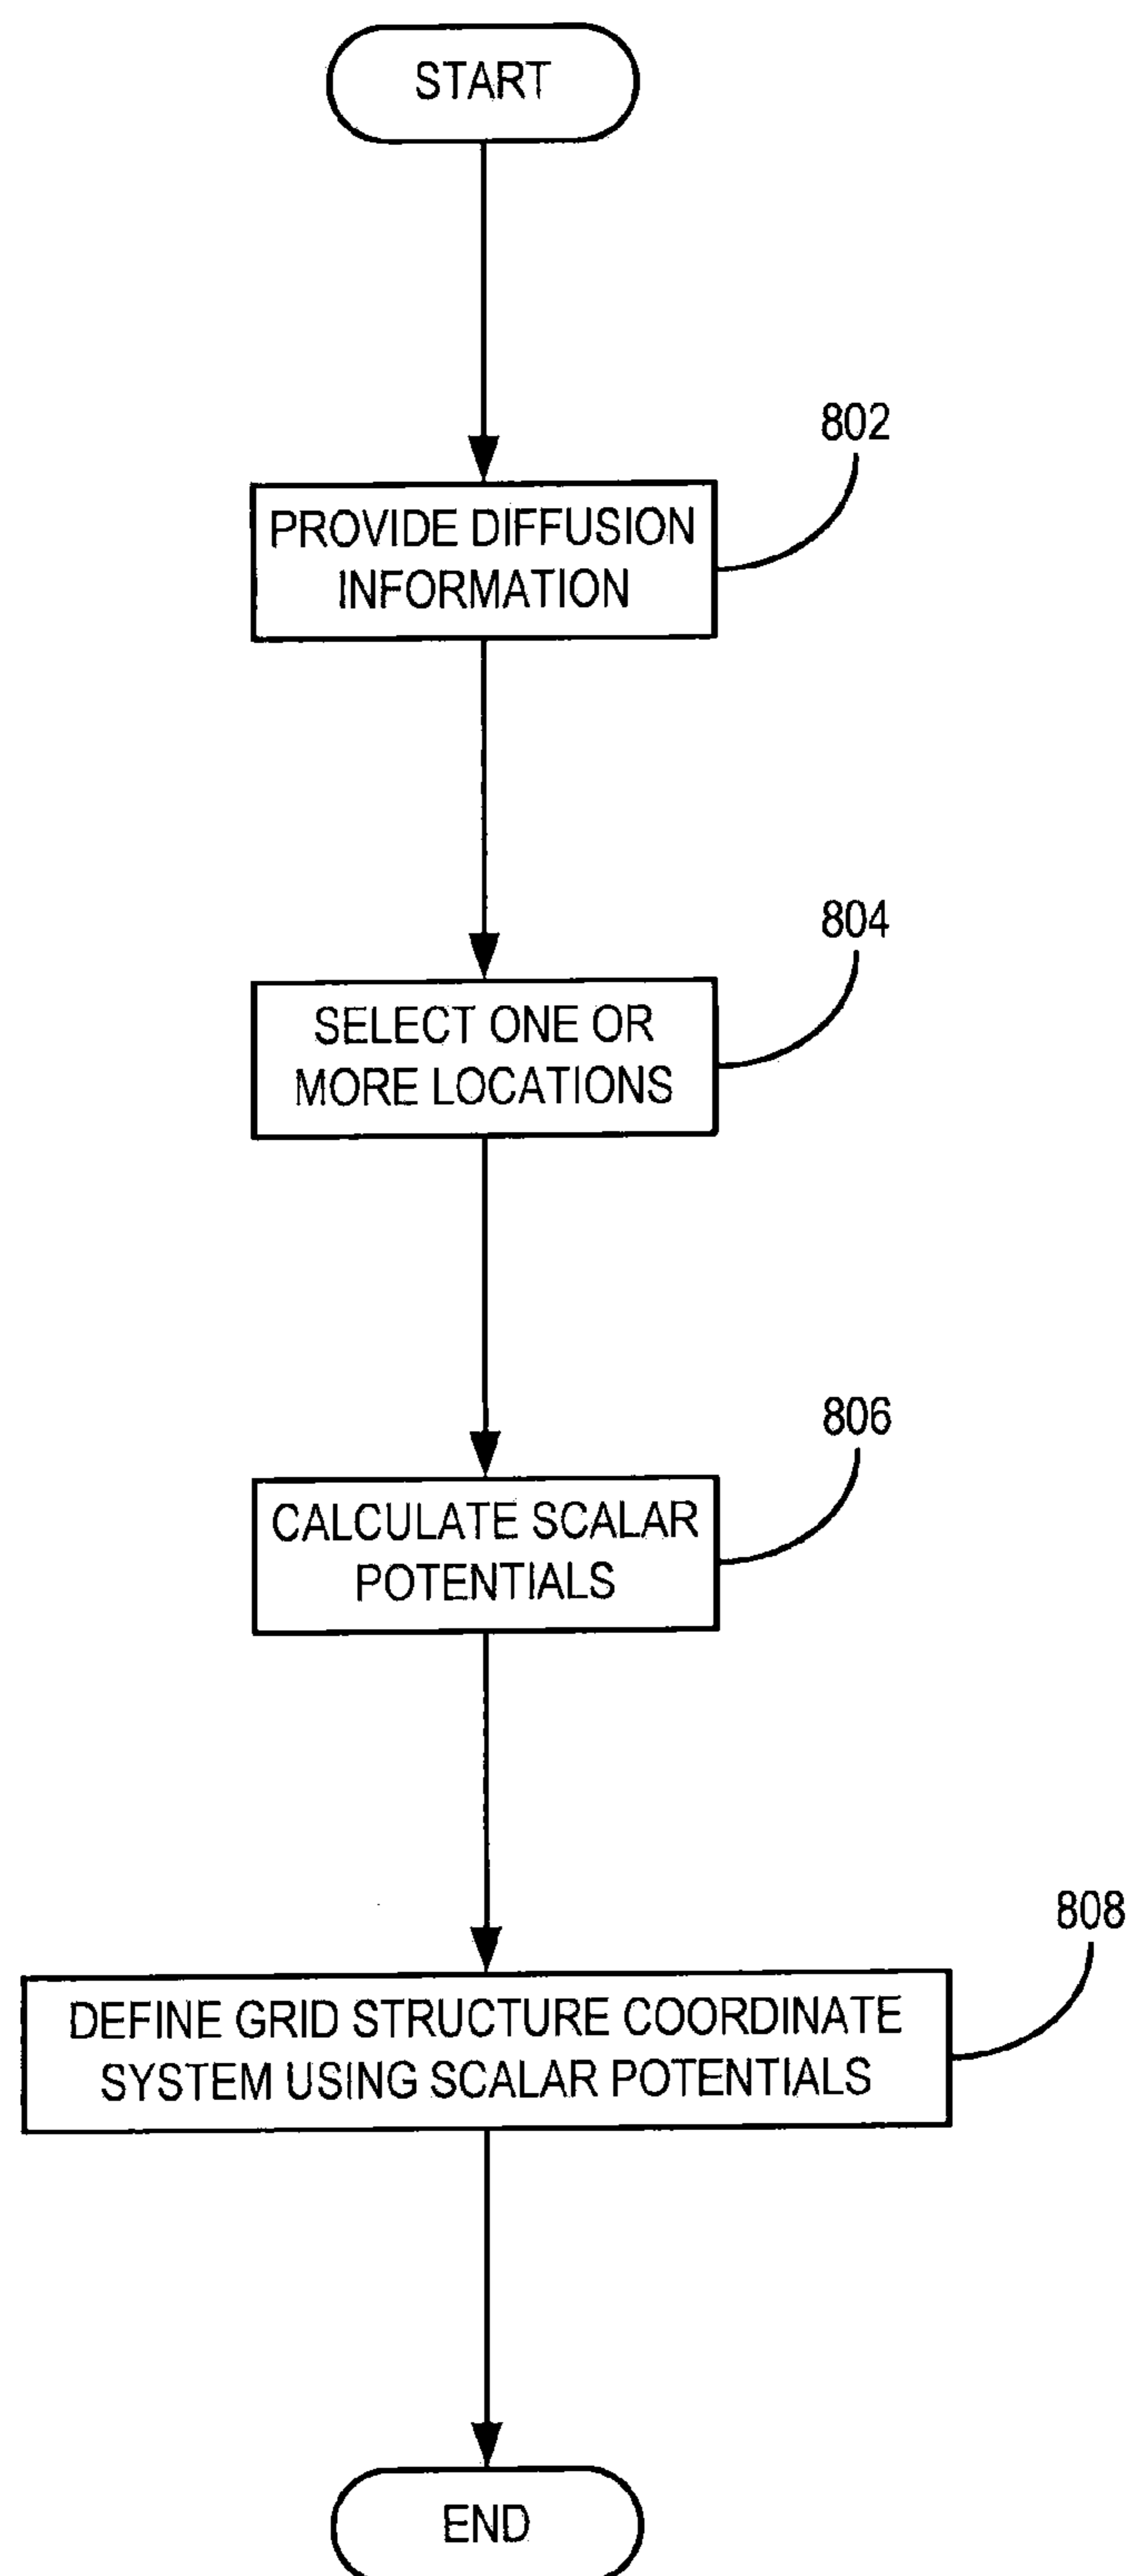 START
802
PROVIDE DIFFUSION
INFORMATION
804
SELECT ONE OR
MORE LOCATIONS
806
CALCULATE SCALAR
POTENTIALS
808
DEFINE GRID STRUCTURE COORDINATE
SYSTEM USING SCALAR POTENTIALS
END